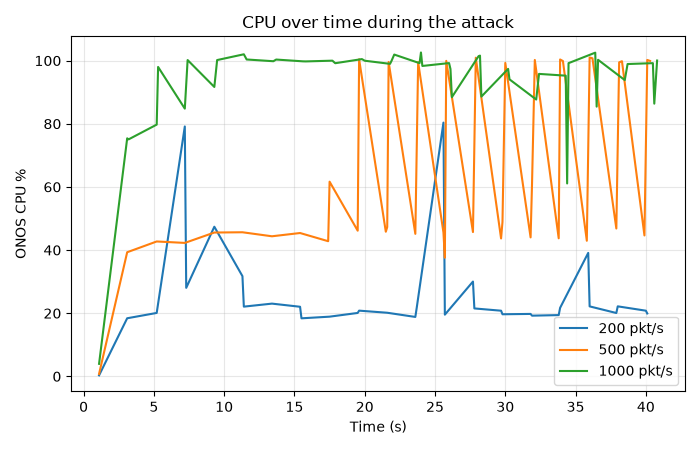 CPU over time during the attack
ONOS CPU %
100
80
60
40
20
0
0 5 10 15 20 25 30 35 40
Time (s)
200 pkt/s
500 pkt/s
1000 pkt/s